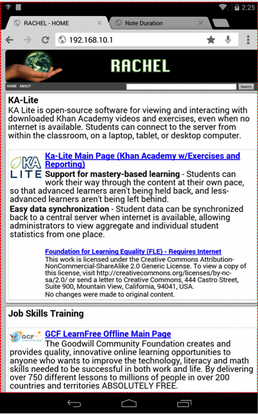 2:25
RACHEL - HOME
Note Duration
192.168.10.1
RACHEL
HOME ABOUT
Search
KA-Lite
KA Lite is open-source software for viewing and interacting with
downloaded Khan Academy videos and exercises, even when no
internet is available. Students can connect to the server from
within the classroom, on a laptop, tablet, or desktop computer.
KA
LITE
Ka-Lite Main Page (Khan Academy w/Exercises and
Reporting)
Support for mastery-based learning - Students can
work their way through the content at their own pace,
so that advanced learners aren't being held back, and less-
advanced learners aren't being left behind.
Easy data synchronization - Student data can be synchronized
back to a central server when internet is available, allowing
administrators to view aggregate and individual student
statistics from one place.
Foundation for Learning Equality (FLE) - Requires Internet
This work is licensed under the Creative Commons Attribution-
NonCommercial-ShareAlike 2.0 Generic License. To view a copy of
this license, visit http://creativecommons.org/licenses/by-nc-
sa/2.0/ or send a letter to Creative Commons, 444 Castro Street,
Suite 900, Mountain View, California, 94041, USA.
No changes were made to original content.
Job Skills Training
GCF
GCF LearnFree Offline Main Page
The Goodwill Community Foundation creates and
provides quality, innovative online learning opportunities to
anyone who wants to improve the technology, literacy and math
skills needed to be successful in both work and life. By delivering
over 750 different lessons to millions of people in over 200
countries and territories ABSOLUTELY FREE.